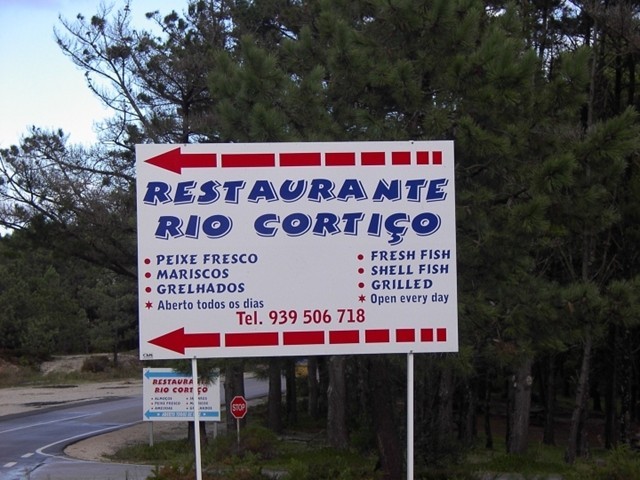 RESTAURANTE
RIO CORTIÇO
PEIXE FRESCO
MARISCOS
GRELHADOS
Aberto todos os dias
FRESH FISH
SHELL FISH
GRILLED
Open every day
Tel. 939 506 718
RESTAURANTE
RIO CORTIÇO
STOP